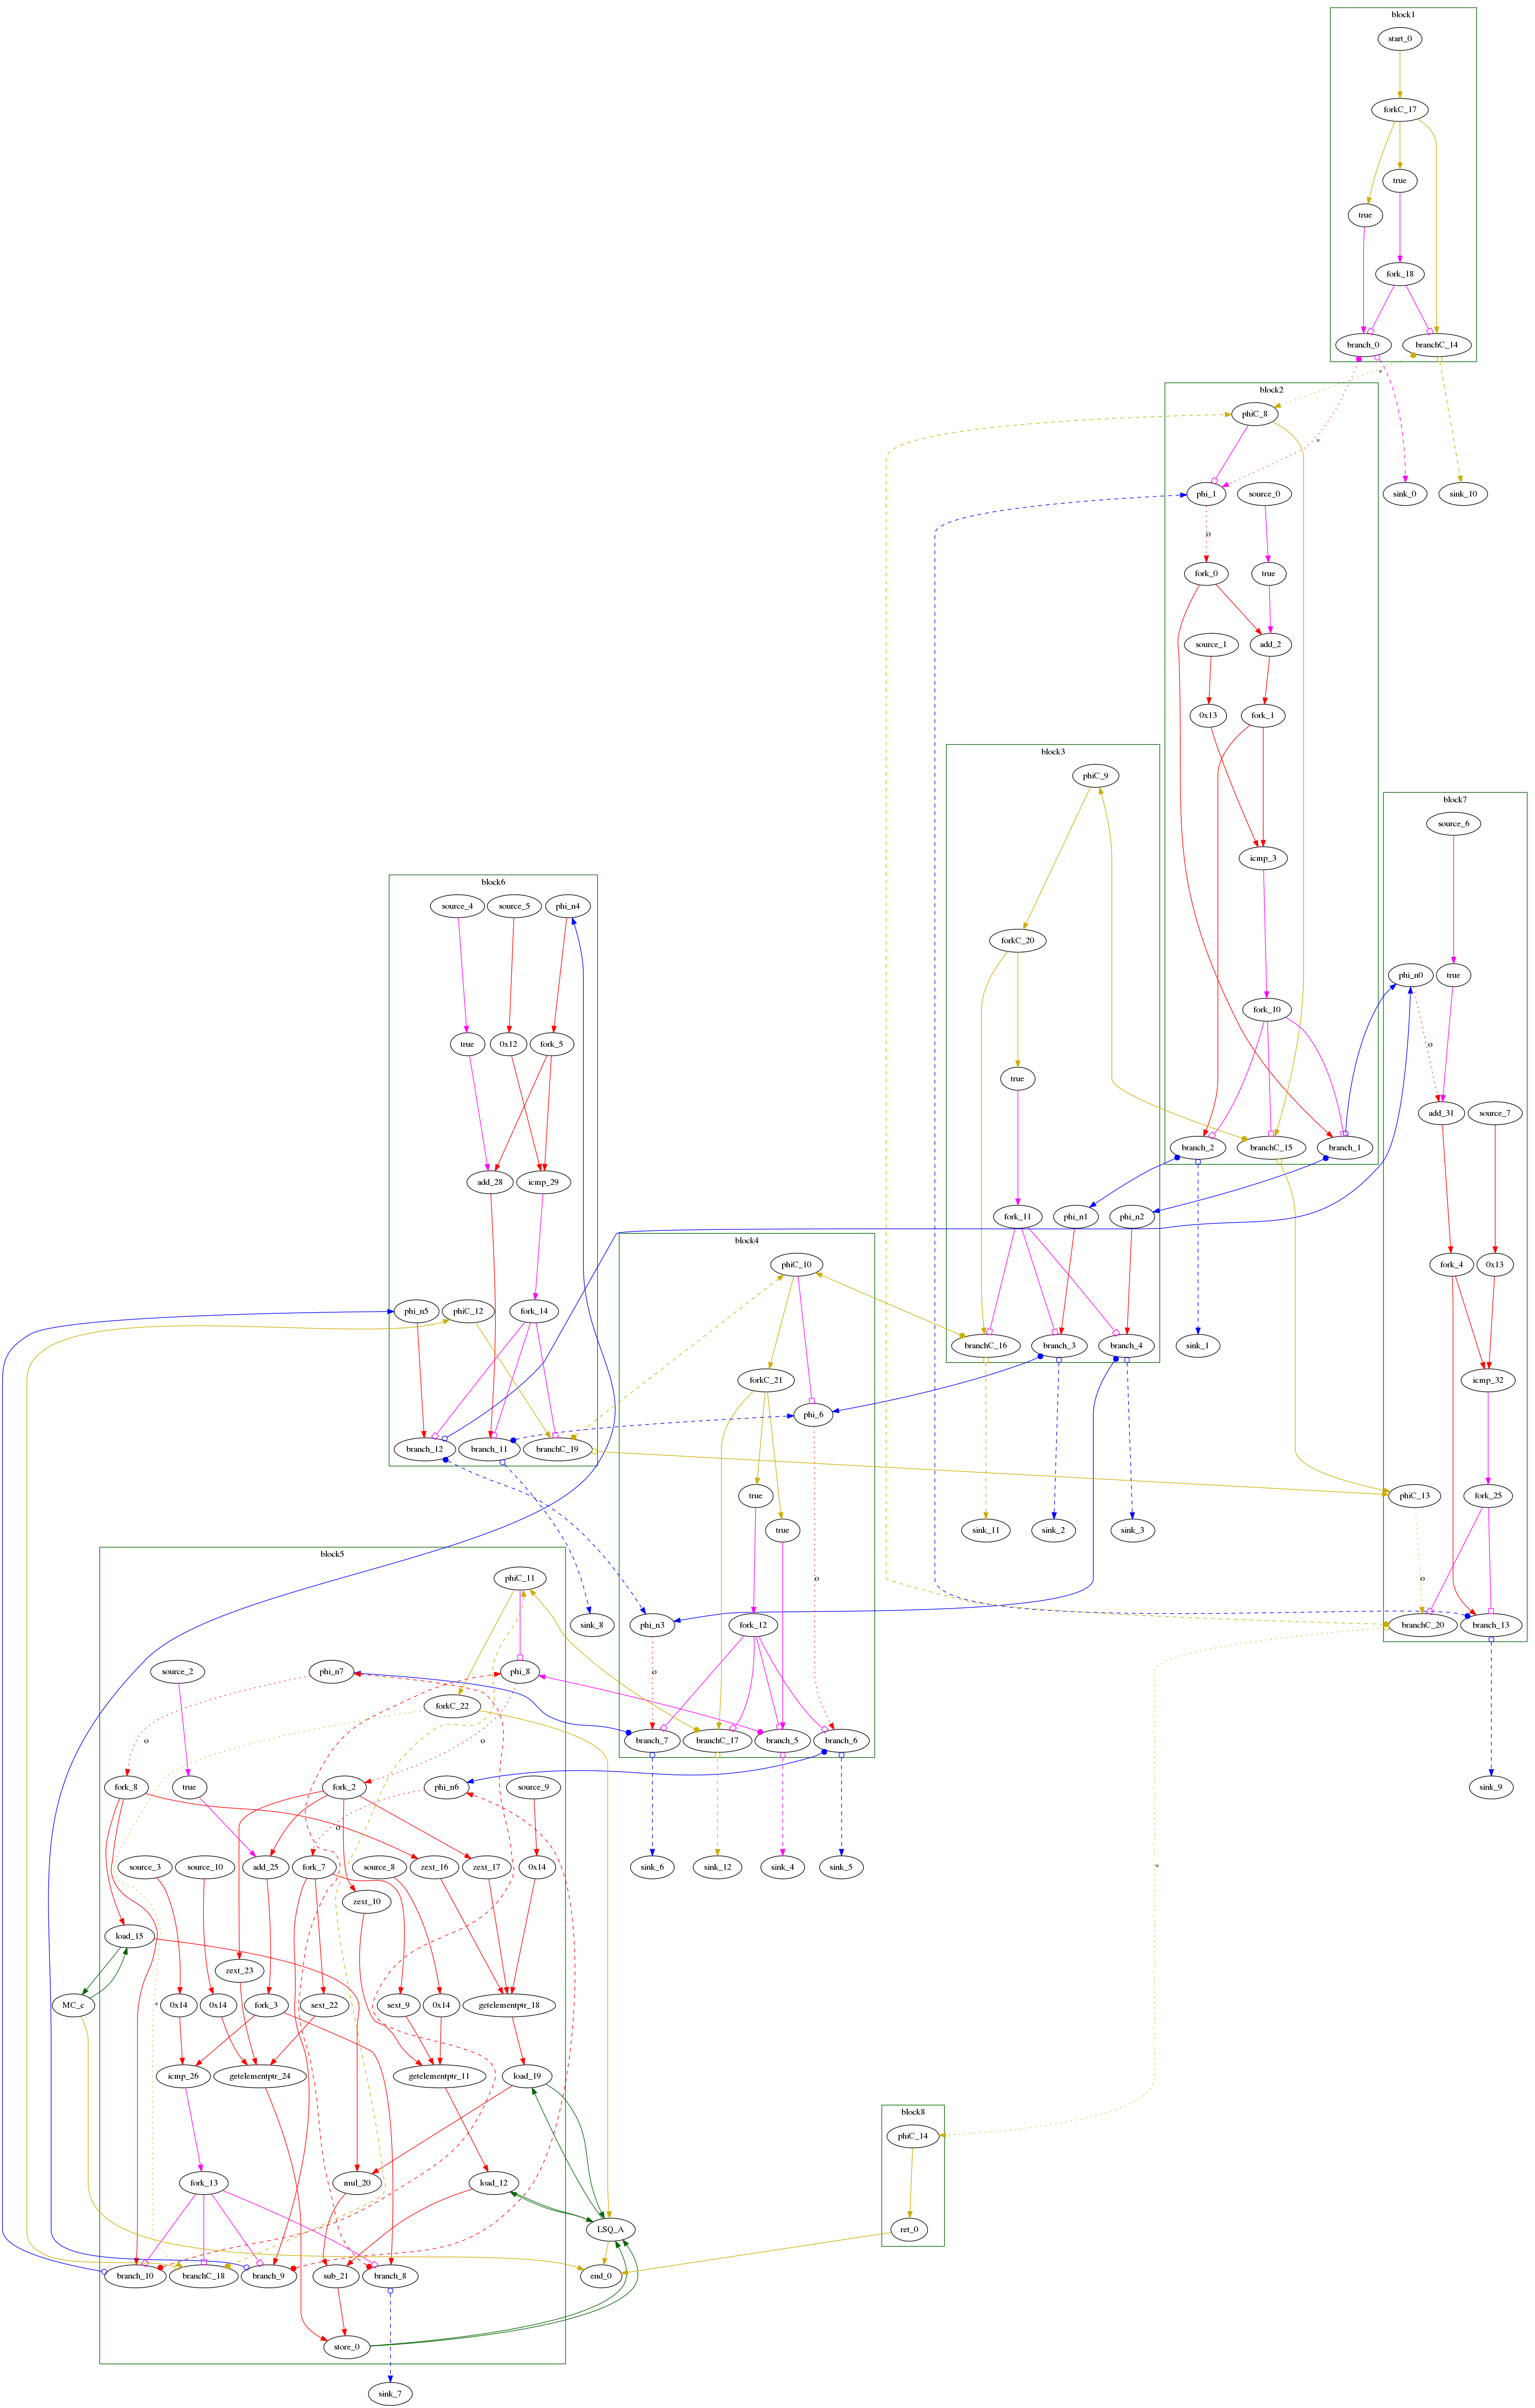 block1
start_0
forkC_17
true
true
fork_18
branch_0
branchC_14
*
block2
phiC_8
*
phi_1
source_0
sink_0
sink_10
o
fork_0
true
source_1
add_2
0x13
fork_1
block3
phiC_9
block7
source_6
icmp_3
block6
source_4
source_5
phi_n4
forkC_20
phi_n0
true
fork_10
true
0x12
fork_5
o
true
add_31
source_7
branch_2
branchC_15
branch_1
add_28
icmp_29
fork_11
phi_n1
phi_n2
block4
phiC_10
fork_4
0x13
phi_n5
phiC_12
fork_14
branchC_16
branch_3
branch_4
sink_1
forkC_21
icmp_32
phi_6
branch_12
branch_11
branchC_19
true
phiC_13
fork_25
true
sink_11
sink_2
sink_3
block5
phiC_11
o
o
sink_8
phi_n3
fork_12
branchC_20
branch_13
source_2
phi_n7
phi_8
o
forkC_22
o
o
branch_7
branchC_17
branch_5
branch_6
*
fork_8
true
fork_2
phi_n6
source_9
sink_9
o
source_3
source_10
add_25
fork_7
source_8
zext_16
zext_17
0x14
sink_6
sink_12
sink_4
sink_5
zext_10
load_15
zext_23
MC_c
*
0x14
0x14
fork_3
sext_22
sext_9
0x14
getelementptr_18
icmp_26
getelementptr_24
getelementptr_11
load_19
block8
phiC_14
fork_13
mul_20
load_12
LSQ_A
ret_0
branch_10
branchC_18
branch_9
sub_21
branch_8
end_0
store_0
sink_7